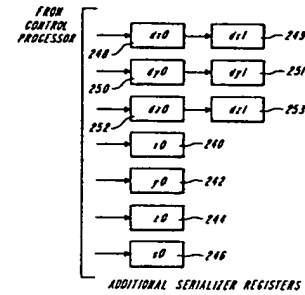 FROM
CONTROL
PROCESSOR
248 dx0 dx1 249
250 dy0 dy1 251
252 dz0 dz1 253
x0 240
y0 242
z0 244
s0 246
ADDITIONAL SERIALIZER REGISTERS